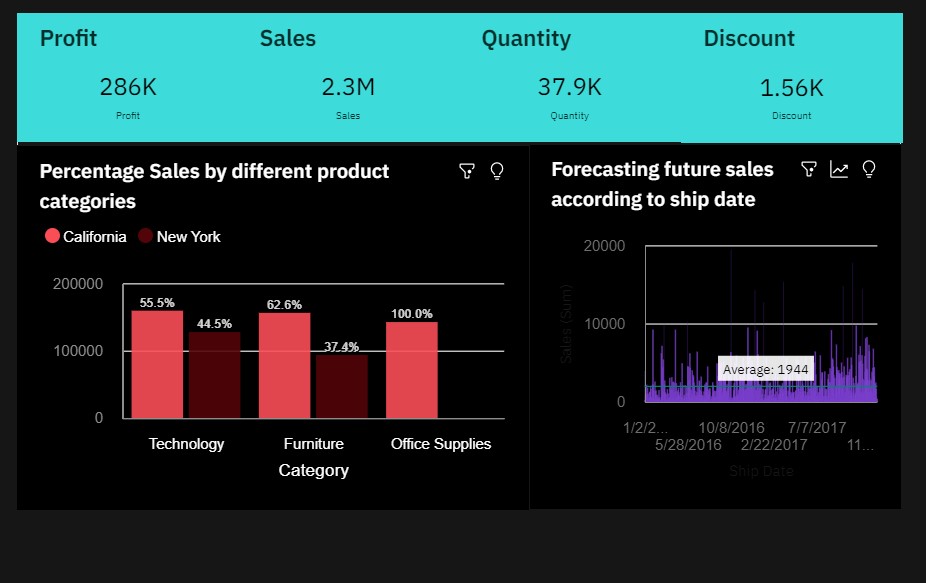 Profit
Sales
Quantity
Discount
286K
2.3M
37.9K
1.56K
Profit
Sales
Quantity
Discount
Percentage Sales by different product
categories
California
New York
200000
100000
0
55.5%
44.5%
62.6%
37.4%
100.0%
Technology
Furniture
Office Supplies
Category
Forecasting future sales
according to ship date
Sales (Sum)
20000
10000
0
Average: 1944
1/2/2...
10/8/2016
7/7/2017
5/28/2016
2/22/2017
11...
Ship Date